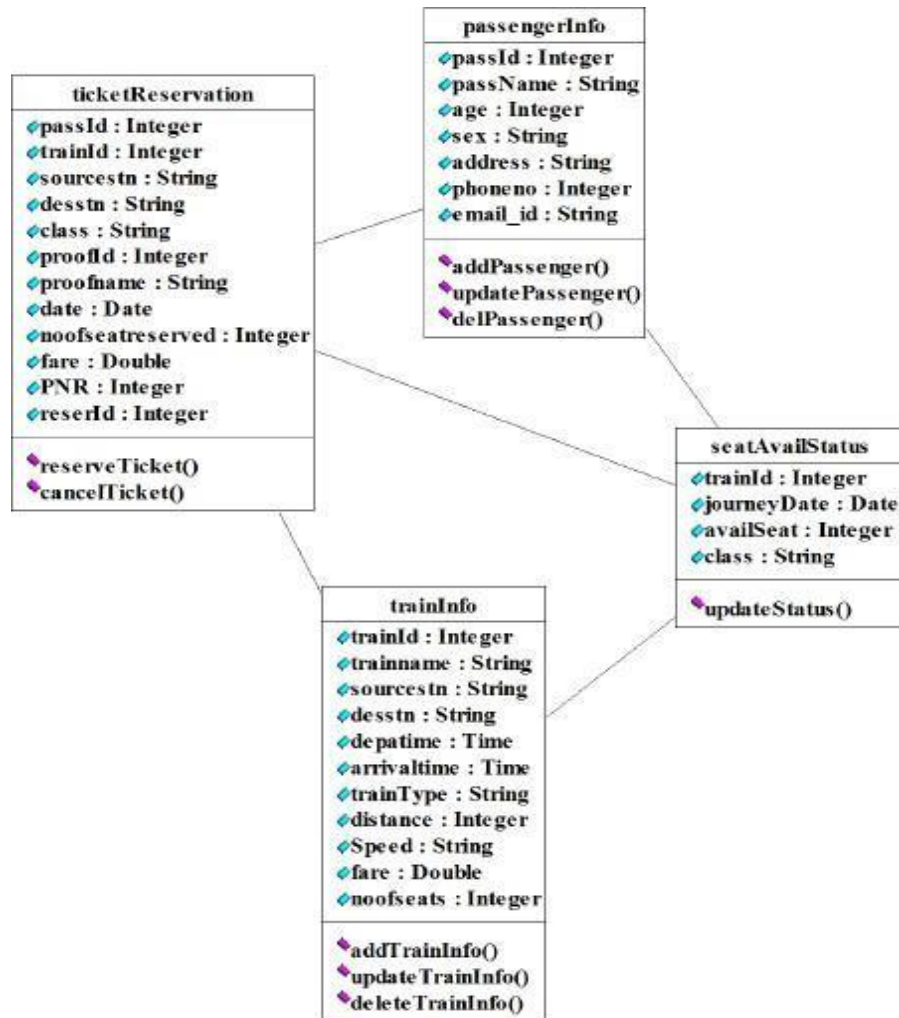 passengerInfo
passId : Integer
passName : String
age : Integer
sex : String
address : String
phoneno : Integer
email_id : String
addPassenger()
updatePassenger()
delPassenger()
ticketReservation
passId : Integer
trainId : Integer
sourcestn : String
desstn : String
class : String
proofId : Integer
proofname : String
date : Date
noofseatreserved : Integer
fare : Double
PNR : Integer
reserId : Integer
reserveTicket()
cancelTicket()
seatAvailStatus
trainId : Integer
journeyDate : Date
availSeat : Integer
class : String
updateStatus()
trainInfo
trainId : Integer
trainname : String
sourcestn : String
desstn : String
depatime : Time
arrivaltime : Time
trainType : String
distance : Integer
Speed : String
fare : Double
noofseats : Integer
addTrainInfo()
updateTrainInfo()
deleteTrainInfo()